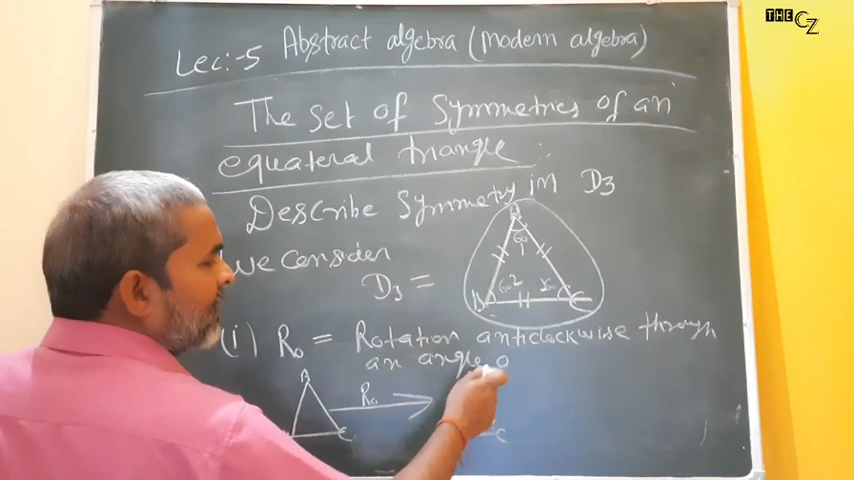 THE CZ
Lec:-5 Abstract algebra (Modern algebra)
The set of Symmetries of an
equateral triangle :-
Describe Symmetry in D3
we consider
D3 =
A
60
B 60 60 C
(i) R0 = Rotation anticlockwise through
an angle 0
A
R0
C
C